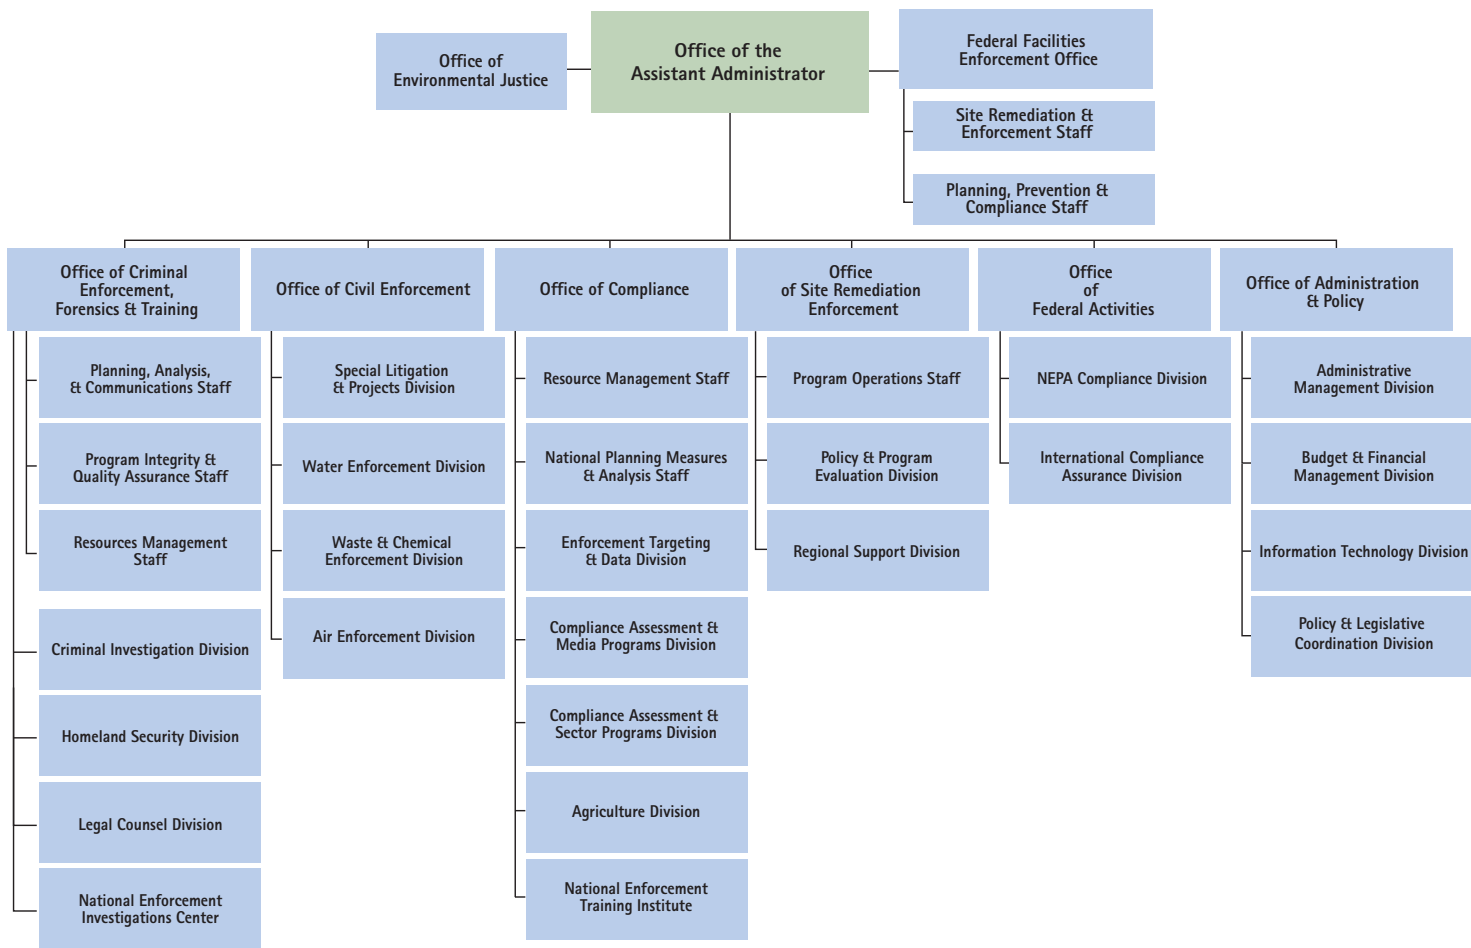 Office of
Environmental Justice
Office of the
Assistant Administrator
Federal Facilities
Enforcement Office
Site Remediation &
Enforcement Staff
Planning, Prevention &
Compliance Staff
Office of Criminal
Enforcement,
Forensics & Training
Planning, Analysis,
& Communications Staff
Program Integrity &
Quality Assurance Staff
Resources Management
Staff
Criminal Investigation Division
Homeland Security Division
Legal Counsel Division
National Enforcement
Investigations Center
Office of Civil Enforcement
Special Litigation
& Projects Division
Water Enforcement Division
Waste & Chemical
Enforcement Division
Air Enforcement Division
Office of Compliance
Resource Management Staff
National Planning Measures
& Analysis Staff
Enforcement Targeting
& Data Division
Compliance Assessment &
Media Programs Division
Compliance Assessment &
Sector Programs Division
Agriculture Division
National Enforcement
Training Institute
Office
of Site Remediation
Enforcement
Program Operations Staff
Policy & Program
Evaluation Division
Regional Support Division
Office
of
Federal Activities
NEPA Compliance Division
International Compliance
Assurance Division
Office of Administration
& Policy
Administrative
Management Division
Budget & Financial
Management Division
Information Technology Division
Policy & Legislative
Coordination Division